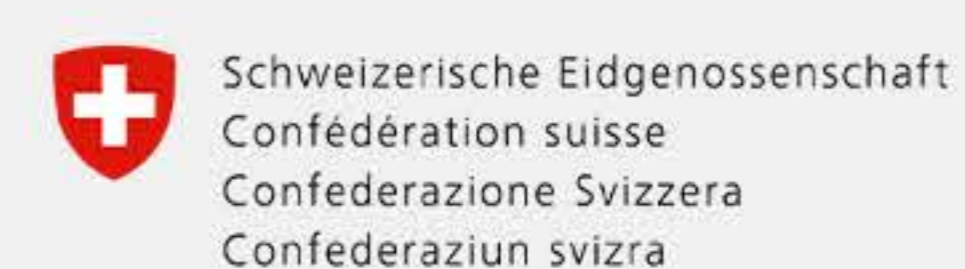 Schweizerische Eidgenossenschaft
Confédération suisse
Confederazione Svizzera
Confederaziun svizra